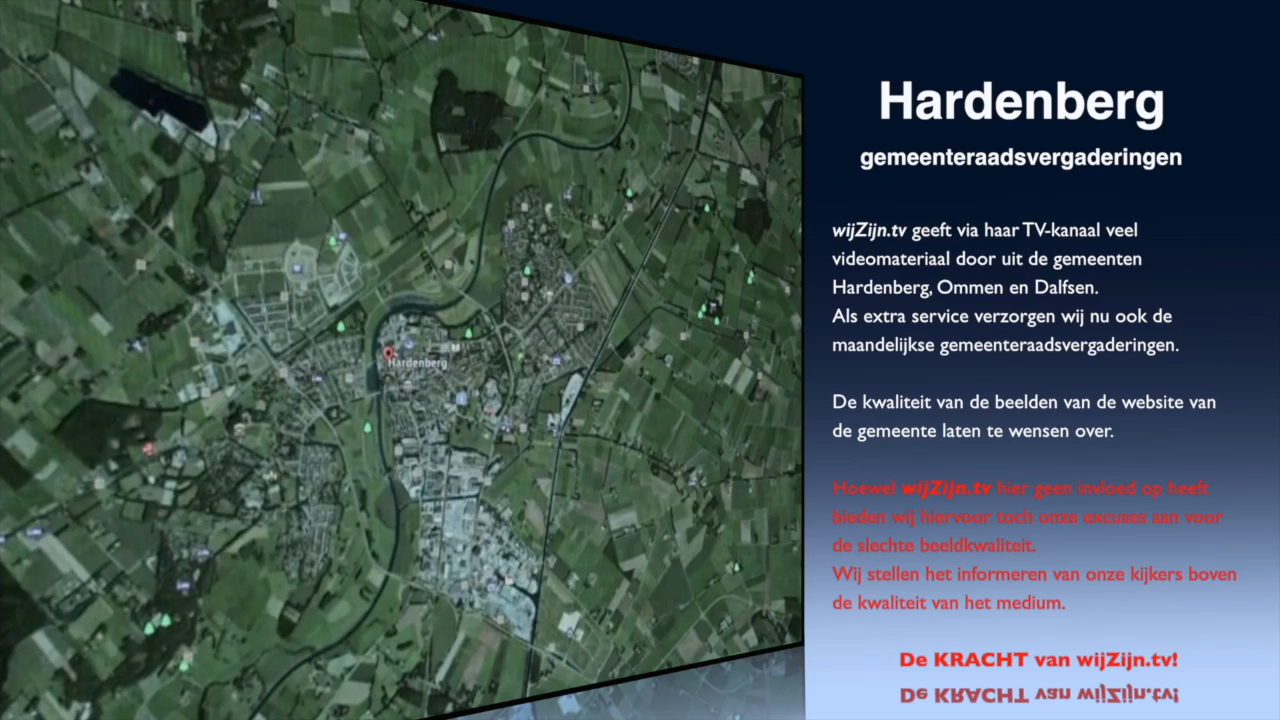 Hardenberg
gemeenteraadsvergaderingen
wijZijn.tv geeft via haar TV-kanaal veel
videomateriaal door uit de gemeenten
Hardenberg, Ommen en Dalfsen.
Als extra service verzorgen wij nu ook de
maandelijkse gemeenteraadsvergaderingen.
De kwaliteit van de beelden van de website van
de gemeente laten te wensen over.
Hoewel wijZijn.tv hier geen invloed op heeft
bieden wij hiervoor toch onze excuses aan voor
de slechte beeldkwaliteit.
Wij stellen het informeren van onze kijkers boven
de kwaliteit van het medium.
De KRACHT van wijZijn.tv!
Hardenberg